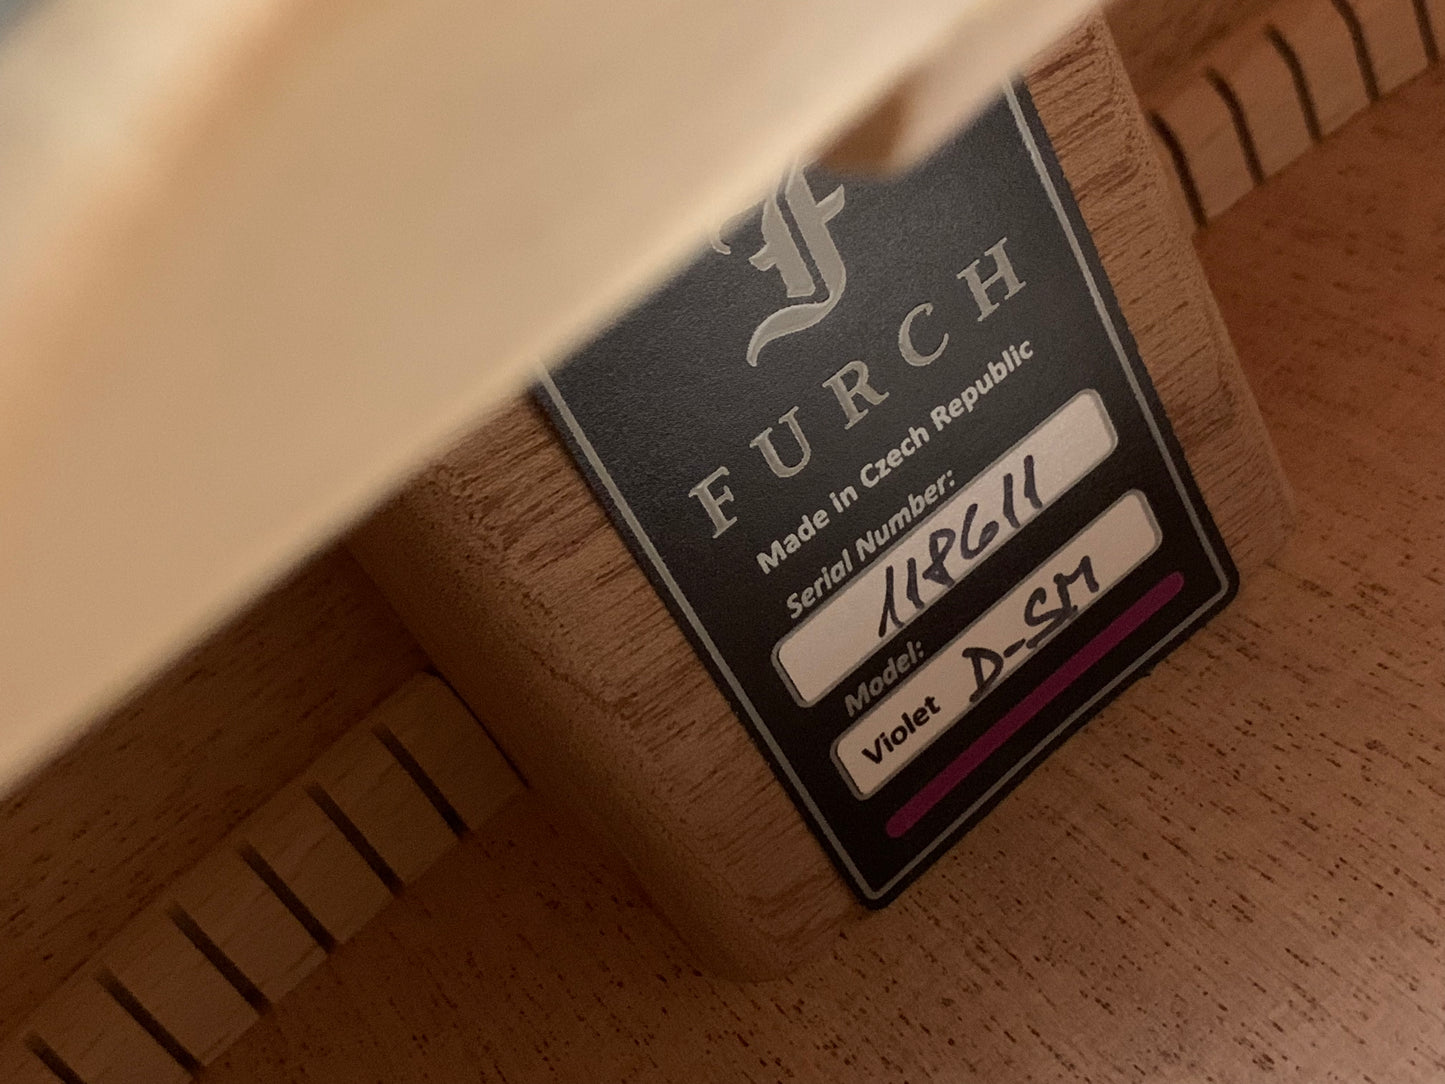 F
FURCH
Made in Czech Republic
Serial Number:
118611
Model:
Violet D-SM